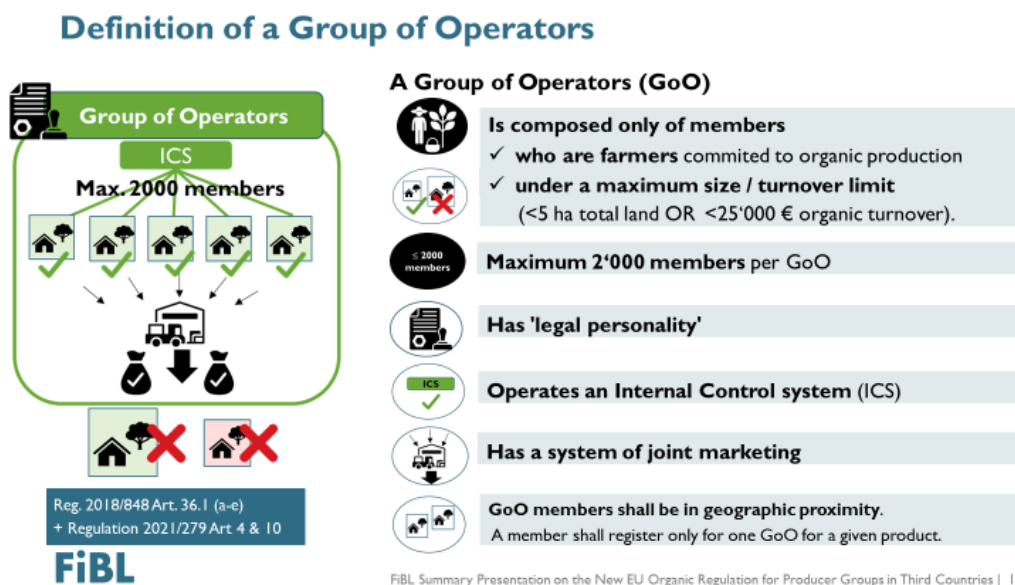 Definition of a Group of Operators
Group of Operators
ICS
Max. 2000 members
Reg. 2018/848 Art. 36.1 (a-e)
+ Regulation 2021/279 Art 4 & 10
FiBL
A Group of Operators (GoO)
Is composed only of members
✓ who are farmers commited to organic production
✓ under a maximum size / turnover limit
(<5 ha total land OR <25‘000 € organic turnover).
≤ 2000
members
Maximum 2‘000 members per GoO
Has 'legal personality'
ICS
Operates an Internal Control system (ICS)
Has a system of joint marketing
GoO members shall be in geographic proximity.
A member shall register only for one GoO for a given product.
FiBL Summary Presentation on the New EU Organic Regulation for Producer Groups in Third Countries |